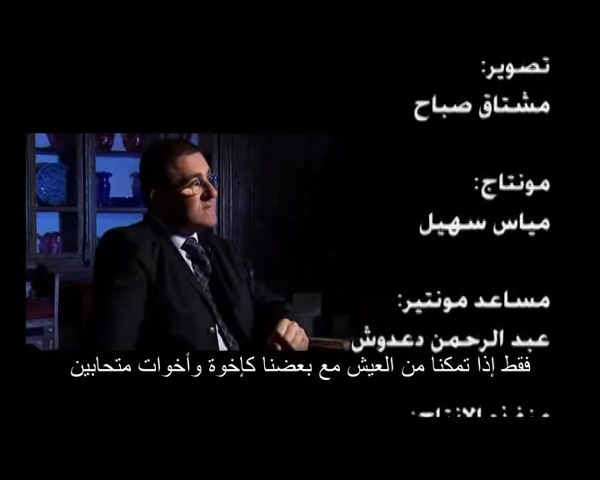 تصوير:
مشتاق صباح
مونتاج:
مياس سهيل
مساعد مونتير:
عبد الرحمن دعدوش
فقط إذا تمكنا من العيش مع بعضنا كإخوة وأخوات متحابين